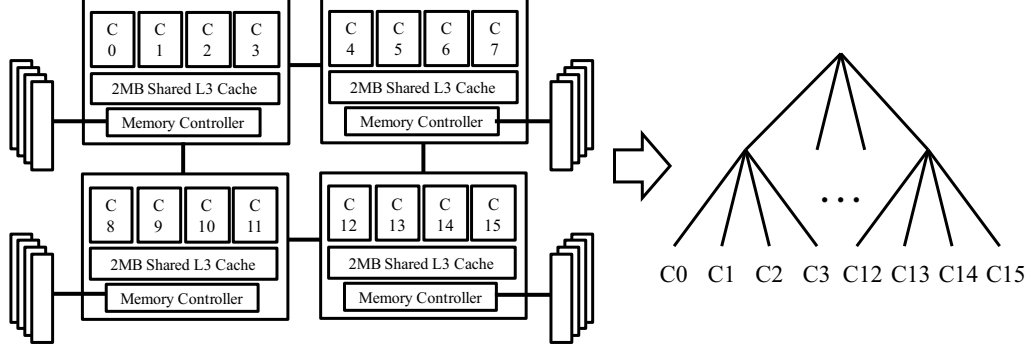 C C C C
0 1 2 3
2MB Shared L3 Cache
Memory Controller
C C C C
4 5 6 7
2MB Shared L3 Cache
Memory Controller
C C C C
8 9 10 11
2MB Shared L3 Cache
Memory Controller
C C C C
12 13 14 15
2MB Shared L3 Cache
Memory Controller
...
C0 C1 C2 C3 C12 C13 C14 C15